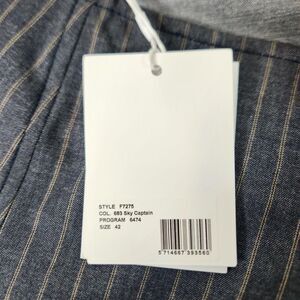 STYLE F7275
COL. 683 Sky Captain
PROGRAM 6474
SIZE 42
5 714667 393560